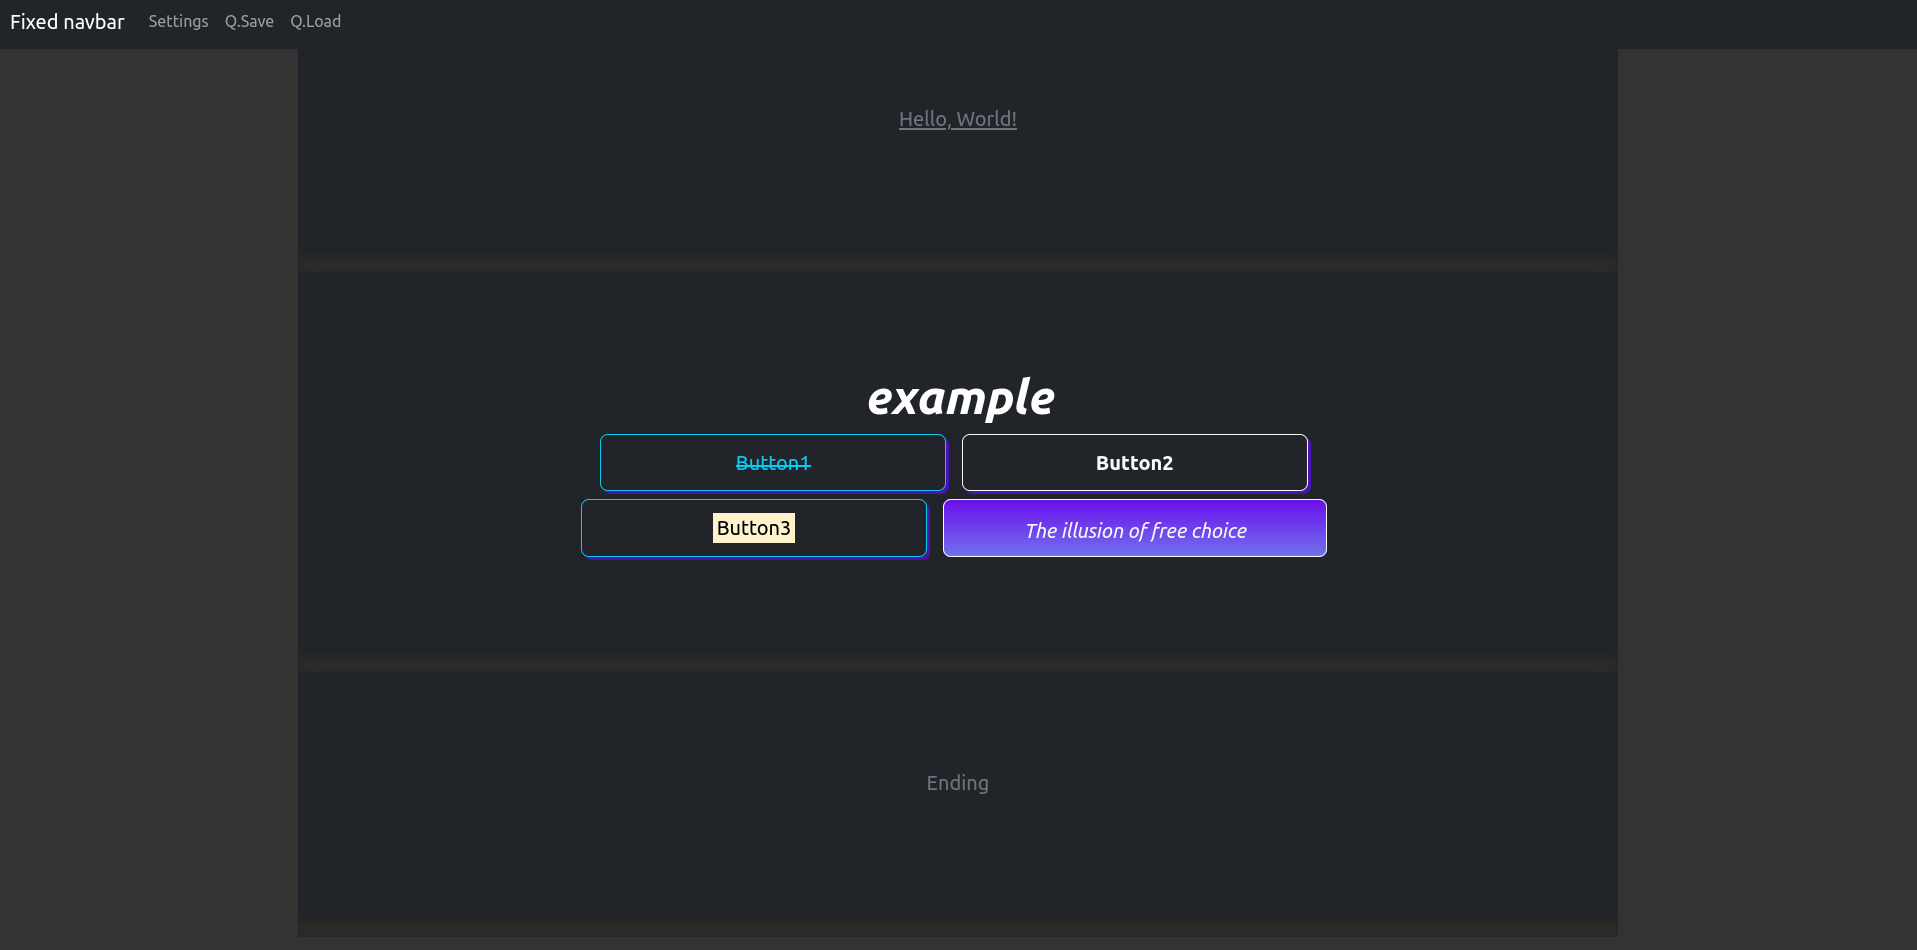 Fixed navbar Settings Q.Save Q.Load
Hello, World!
example
Button1 Button2
Button3 The illusion of free choice
Ending